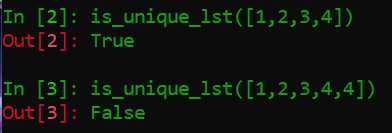 In [2]: is_unique_lst([1,2,3,4])
Out[2]: True
In [3]: is_unique_lst([1,2,3,4,4])
Out[3]: False